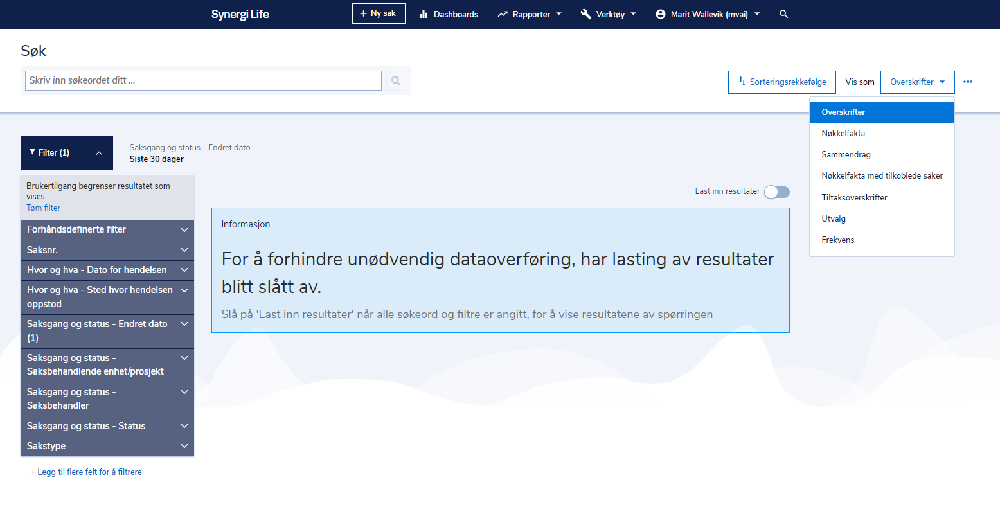 Synergi Life
+ Ny sak
Dashboards
Rapporter
Verktøy
Marit Wallevik (mvai)
Søk
Skriv inn søkeordet ditt ...
Sorteringsrekkefølge
Vis som
Overskrifter
Overskrifter
Nøkkelfakta
Sammendrag
Nøkkelfakta med tilkoblede saker
Tiltaksoverskrifter
Utvalg
Frekvens
Filter (1)
Saksgang og status - Endret dato
Siste 30 dager
Brukertilgang begrenser resultatet som
vises
Tøm filter
Forhåndsdefinerte filter
Saksnr.
Hvor og hva - Dato for hendelsen
Hvor og hva - Sted hvor hendelsen
oppstod
Saksgang og status - Endret dato
(1)
Saksgang og status -
Saksbehandlende enhet/prosjekt
Saksgang og status -
Saksbehandler
Saksgang og status - Status
Sakstype
+ Legg til flere felt for å filtrere
Last inn resultater
Informasjon
For å forhindre unødvendig dataoverføring, har lasting av resultater
blitt slått av.
Slå på 'Last inn resultater' når alle søkeord og filtre er angitt, for å vise resultatene av spørringen